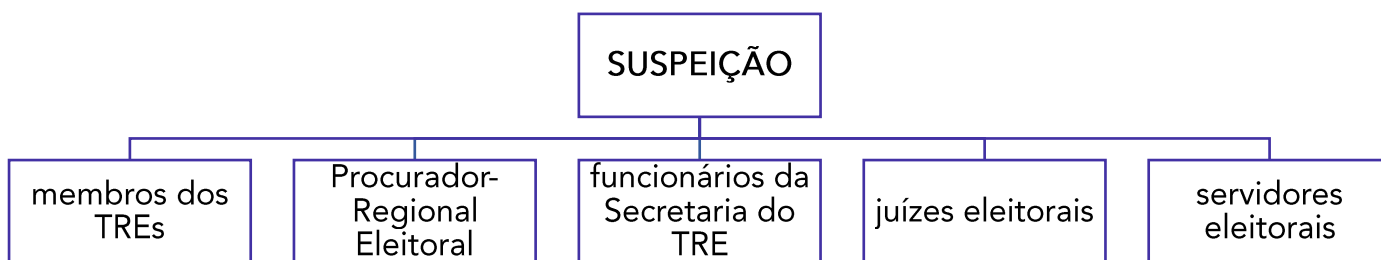 SUSPEIÇÃO
membros dos
TREs
Procurador-
Regional
Eleitoral
funcionários da
Secretaria do
TRE
juízes eleitorais
servidores
eleitorais